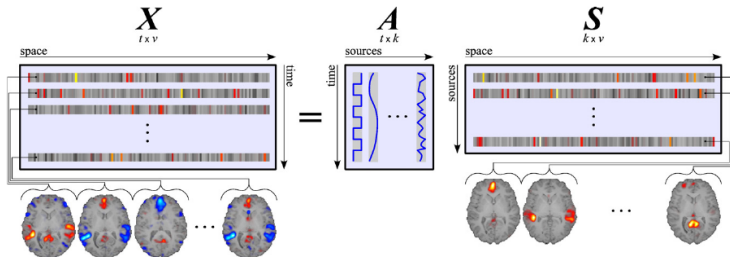 X
t x v
space
time
=
A
t x k
sources
time
S
k x v
space
sources